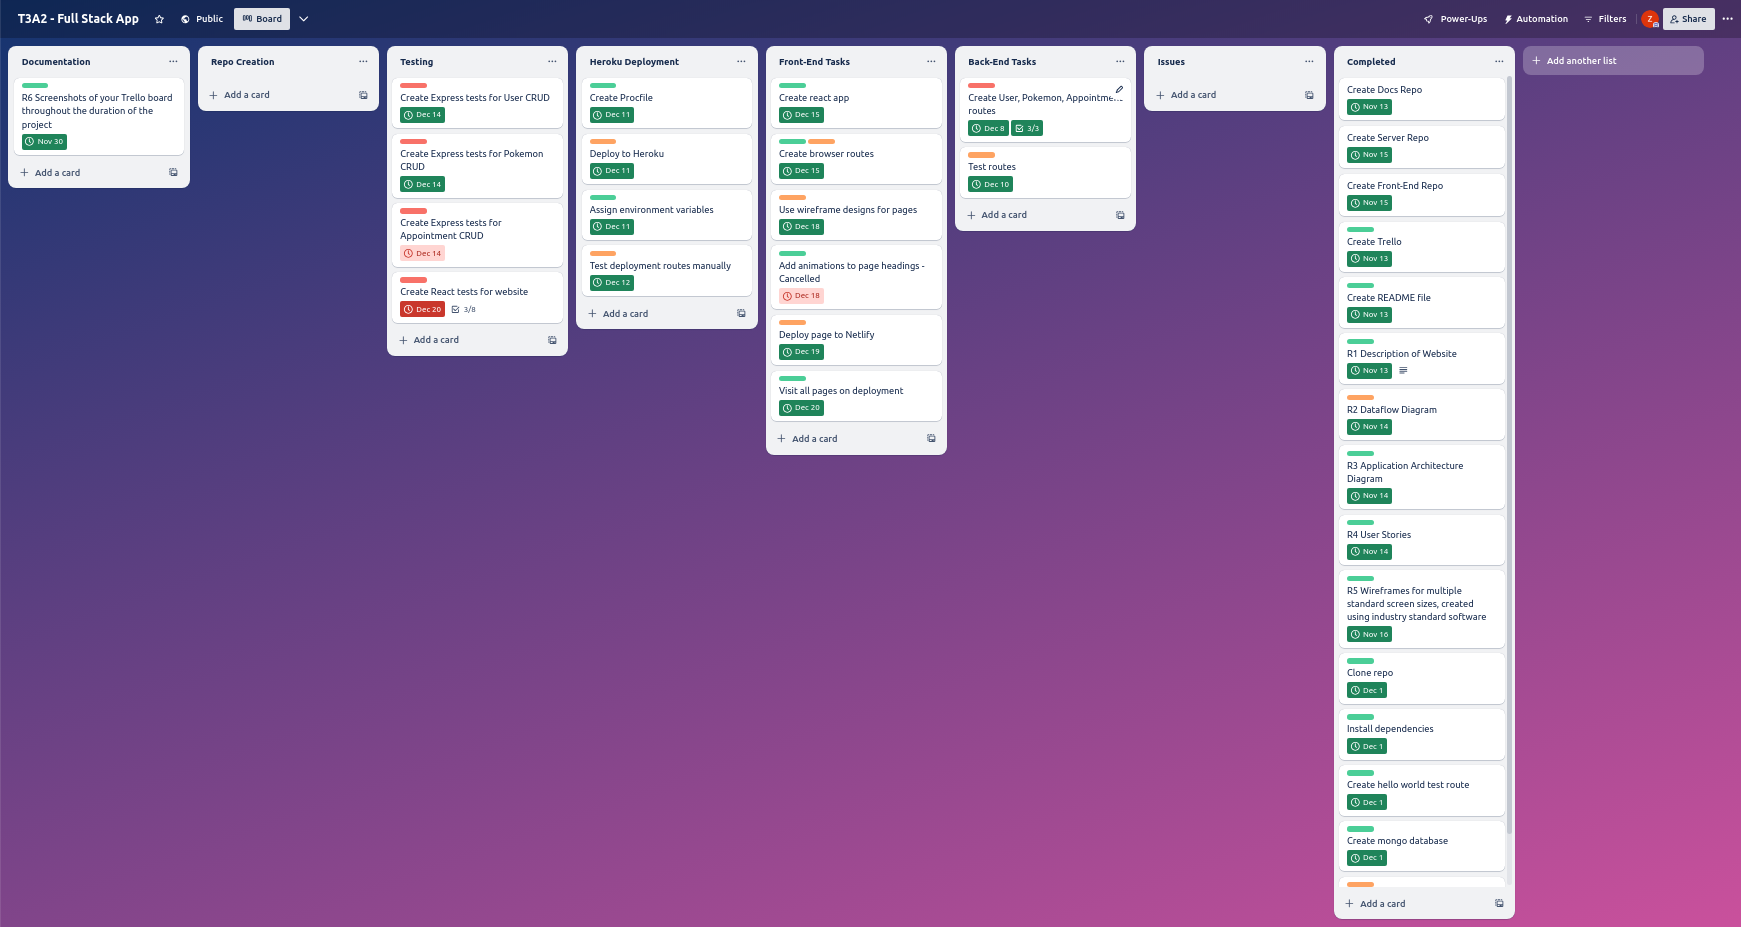 T3A2 - Full Stack App
Public
Board
Power-Ups
Automation
Filters
Z
Share
Documentation
R6 Screenshots of your Trello board
throughout the duration of the
project
Nov 30
Add a card
Repo Creation
Add a card
Testing
Create Express tests for User CRUD
Dec 14
Create Express tests for Pokemon
CRUD
Dec 14
Create Express tests for
Appointment CRUD
Dec 14
Create React tests for website
Dec 20 3/8
Add a card
Heroku Deployment
Create Procfile
Dec 11
Deploy to Heroku
Dec 11
Assign environment variables
Dec 11
Test deployment routes manually
Dec 12
Add a card
Front-End Tasks
Create react app
Dec 15
Create browser routes
Dec 15
Use wireframe designs for pages
Dec 18
Add animations to page headings -
Cancelled
Dec 18
Deploy page to Netlify
Dec 19
Visit all pages on deployment
Dec 20
Add a card
Back-End Tasks
Create User, Pokemon, Appointme...
routes
Dec 8 3/3
Test routes
Dec 10
Add a card
Issues
Add a card
Completed
Create Docs Repo
Nov 13
Create Server Repo
Nov 15
Create Front-End Repo
Nov 15
Create Trello
Nov 13
Create README file
Nov 13
R1 Description of Website
Nov 13
R2 Dataflow Diagram
Nov 14
R3 Application Architecture
Diagram
Nov 14
R4 User Stories
Nov 14
R5 Wireframes for multiple
standard screen sizes, created
using industry standard software
Nov 16
Clone repo
Dec 1
Install dependencies
Dec 1
Create hello world test route
Dec 1
Create mongo database
Dec 1
Add a card
Add another list